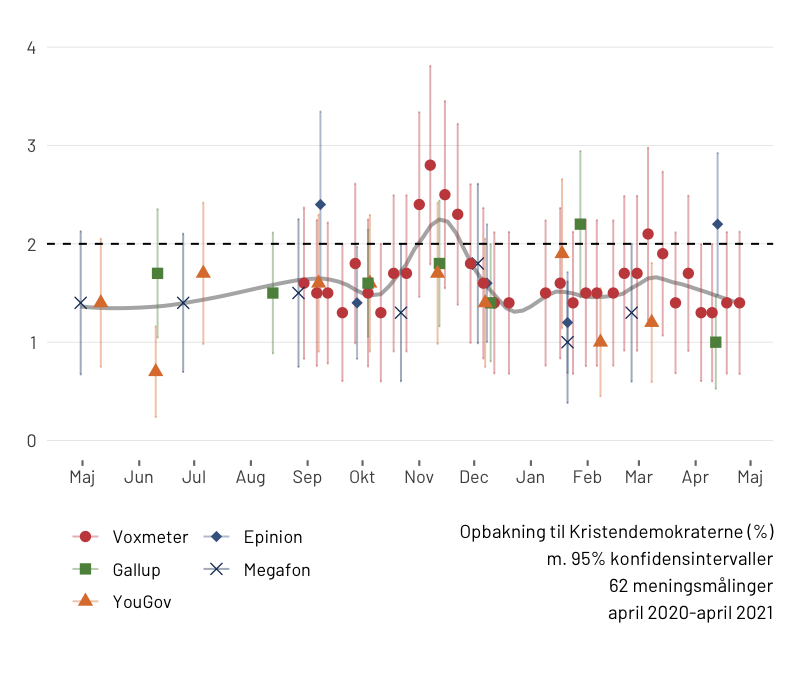 4
3
2
1
0
Maj Jun Jul Aug Sep Okt Nov Dec Jan Feb Mar Apr Maj
Voxmeter
Gallup
YouGov
Epinion
Megafon
Opbakning til Kristendemokraterne (%)
m. 95% konfidensintervaller
62 meningsmålinger
april 2020-april 2021